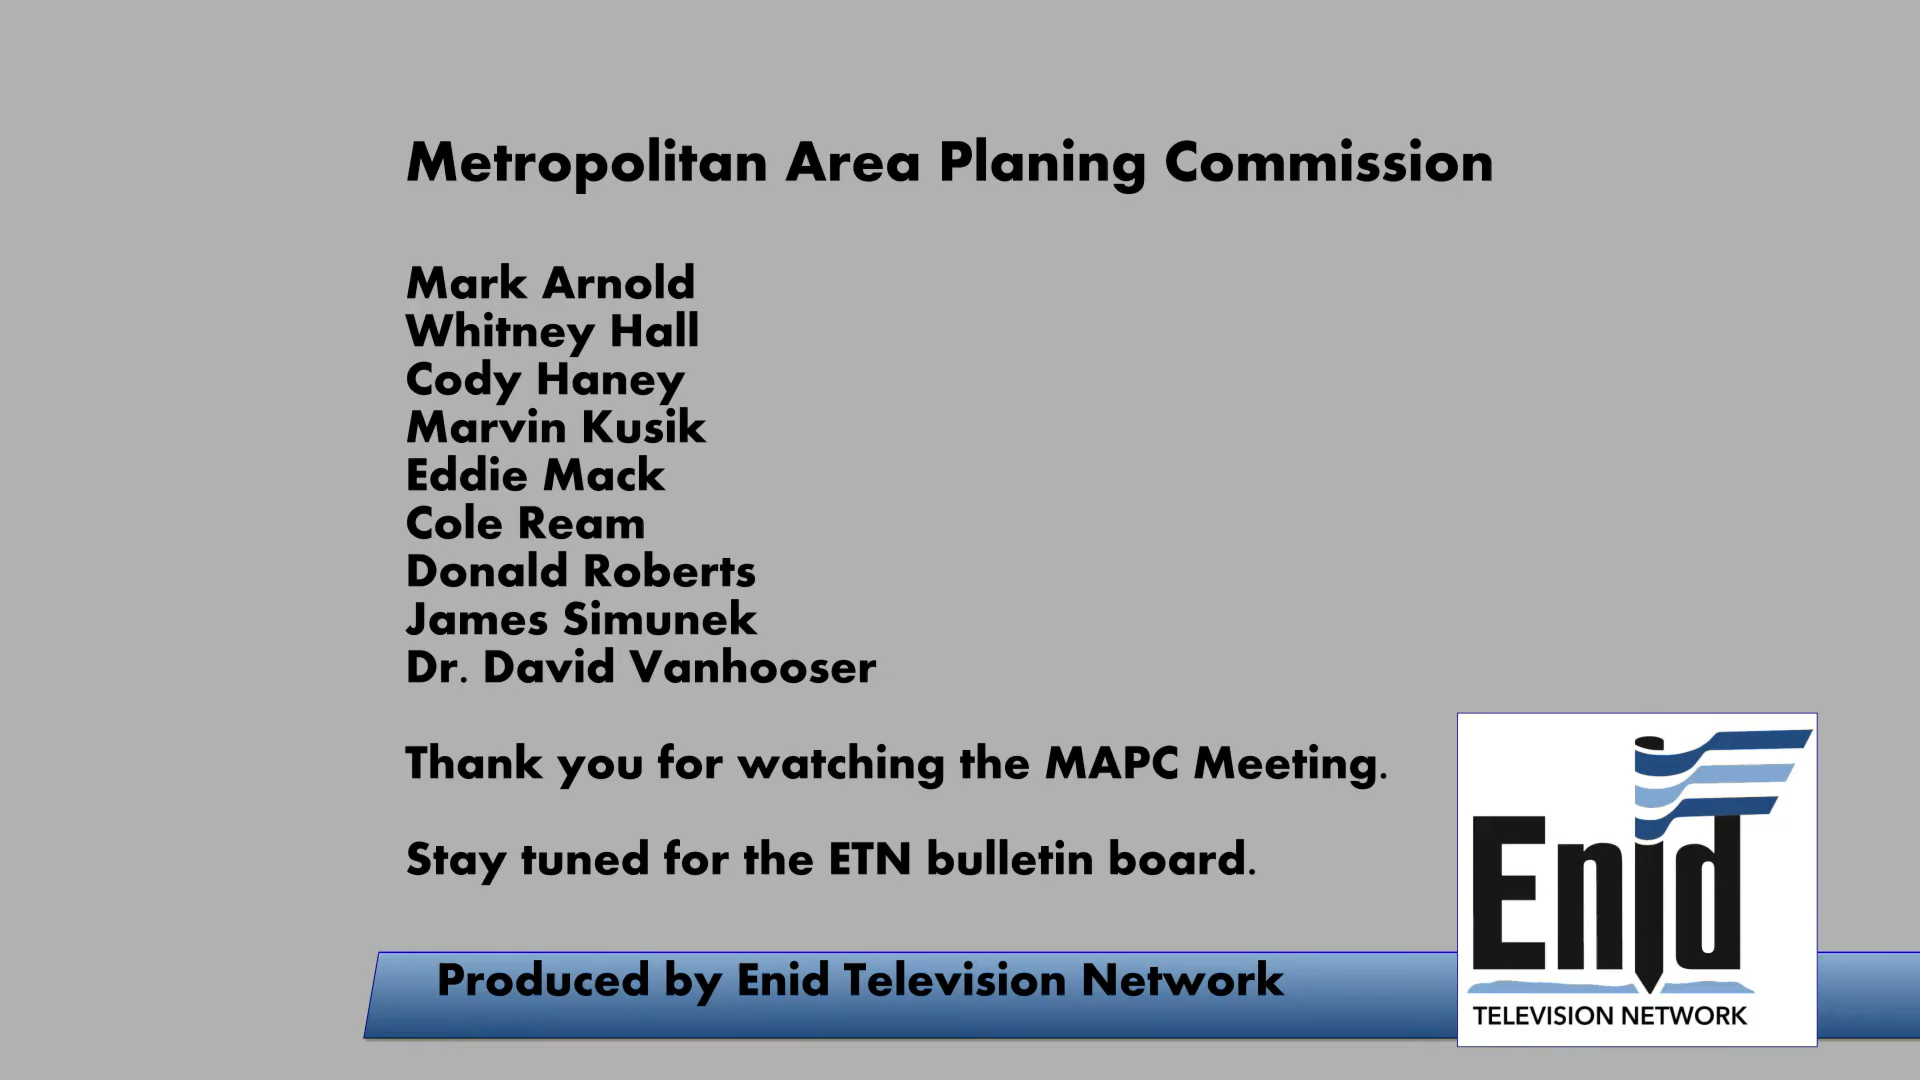 Metropolitan Area Planing Commission
Mark Arnold
Whitney Hall
Cody Haney
Marvin Kusik
Eddie Mack
Cole Ream
Donald Roberts
James Simunek
Dr. David Vanhooser
Thank you for watching the MAPC Meeting.
Stay tuned for the ETN bulletin board.
Produced by Enid Television Network
Enid
TELEVISION NETWORK